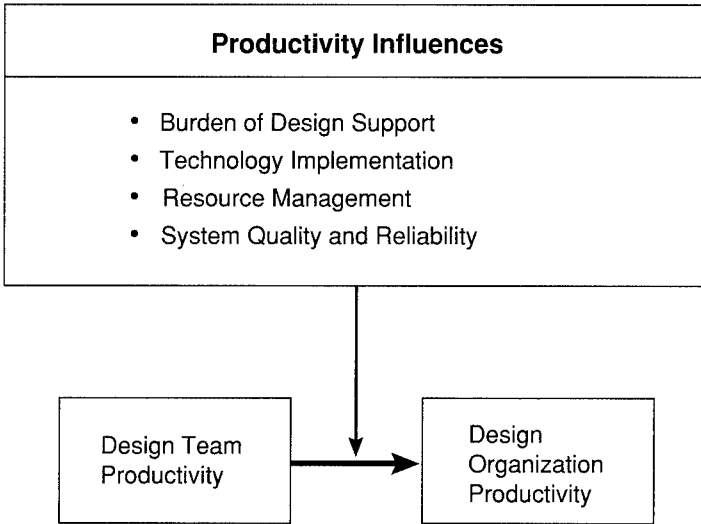 Productivity Influences
• Burden of Design Support
• Technology Implementation
• Resource Management
• System Quality and Reliability
Design Team
Productivity
Design
Organization
Productivity